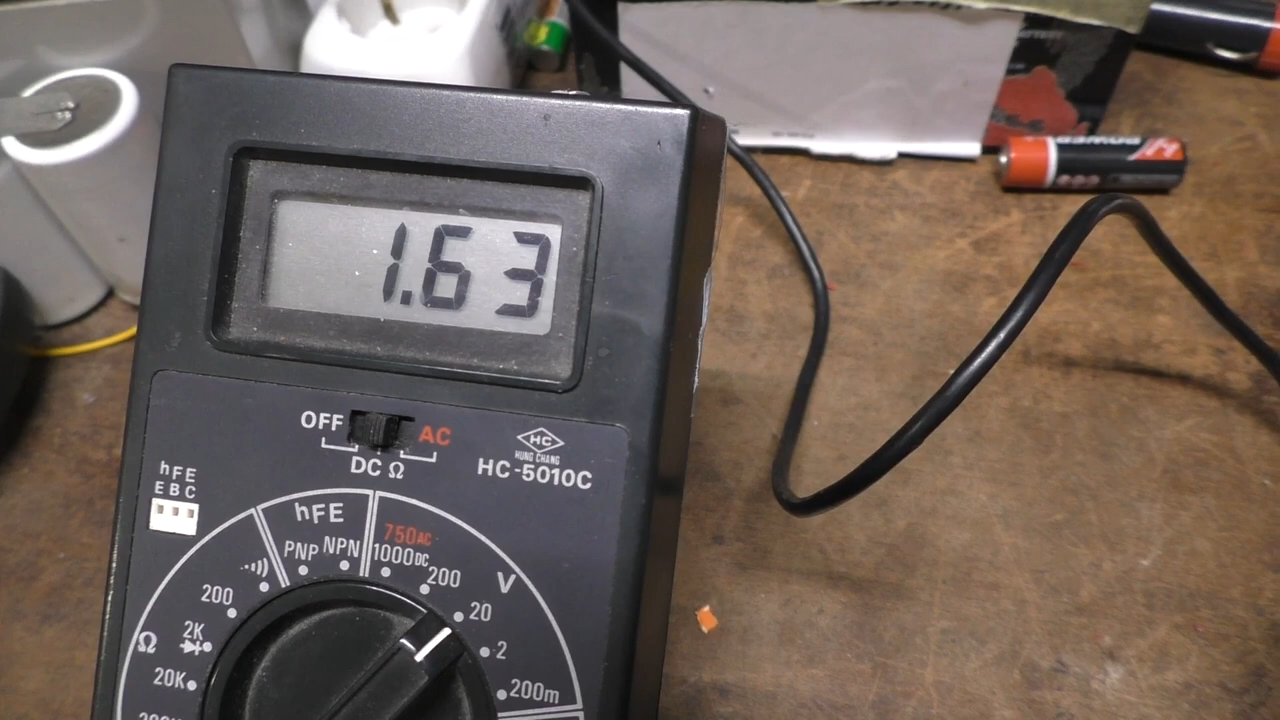 1.63
OFF
AC
DC Ω
HC
HUNG CHANG
HC-5010C
hFE
E B C
hFE
PNP
NPN
750AC
1000DC
200
V
20
2
200m
200
Ω
2K
20K